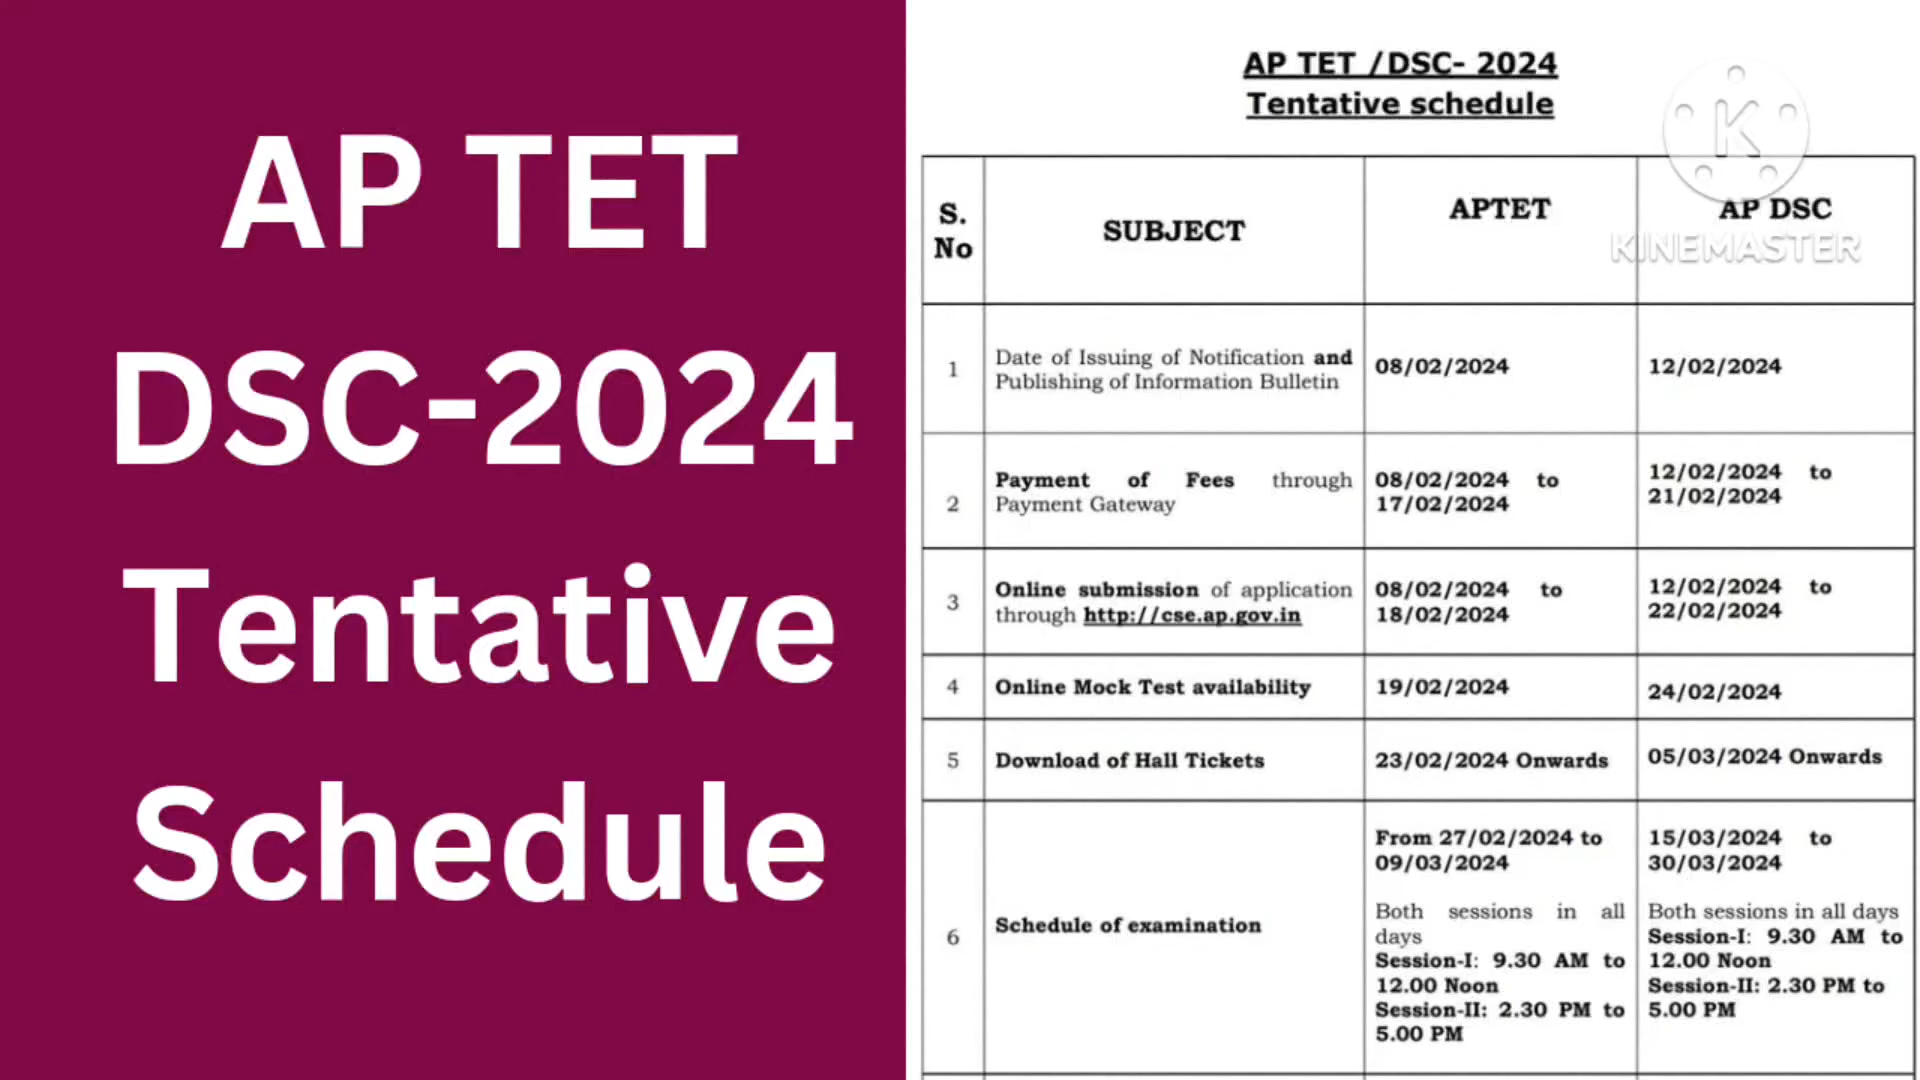 AP TET
DSC-2024
Tentative
Schedule
AP TET /DSC- 2024
Tentative schedule
S.
No
SUBJECT
APTET
AP DSC
K
KINEMASTER
1
Date of Issuing of Notification and
Publishing of Information Bulletin
08/02/2024
12/02/2024
2
Payment of Fees through
Payment Gateway
08/02/2024 to
17/02/2024
12/02/2024 to
21/02/2024
3
Online submission of application
through http://cse.ap.gov.in
08/02/2024 to
18/02/2024
12/02/2024 to
22/02/2024
4
Online Mock Test availability
19/02/2024
24/02/2024
5
Download of Hall Tickets
23/02/2024 Onwards
05/03/2024 Onwards
6
Schedule of examination
From 27/02/2024 to
09/03/2024
Both sessions in all
days
Session-I: 9.30 AM to
12.00 Noon
Session-II: 2.30 PM to
5.00 PM
15/03/2024 to
30/03/2024
Both sessions in all days
Session-I: 9.30 AM to
12.00 Noon
Session-II: 2.30 PM to
5.00 PM